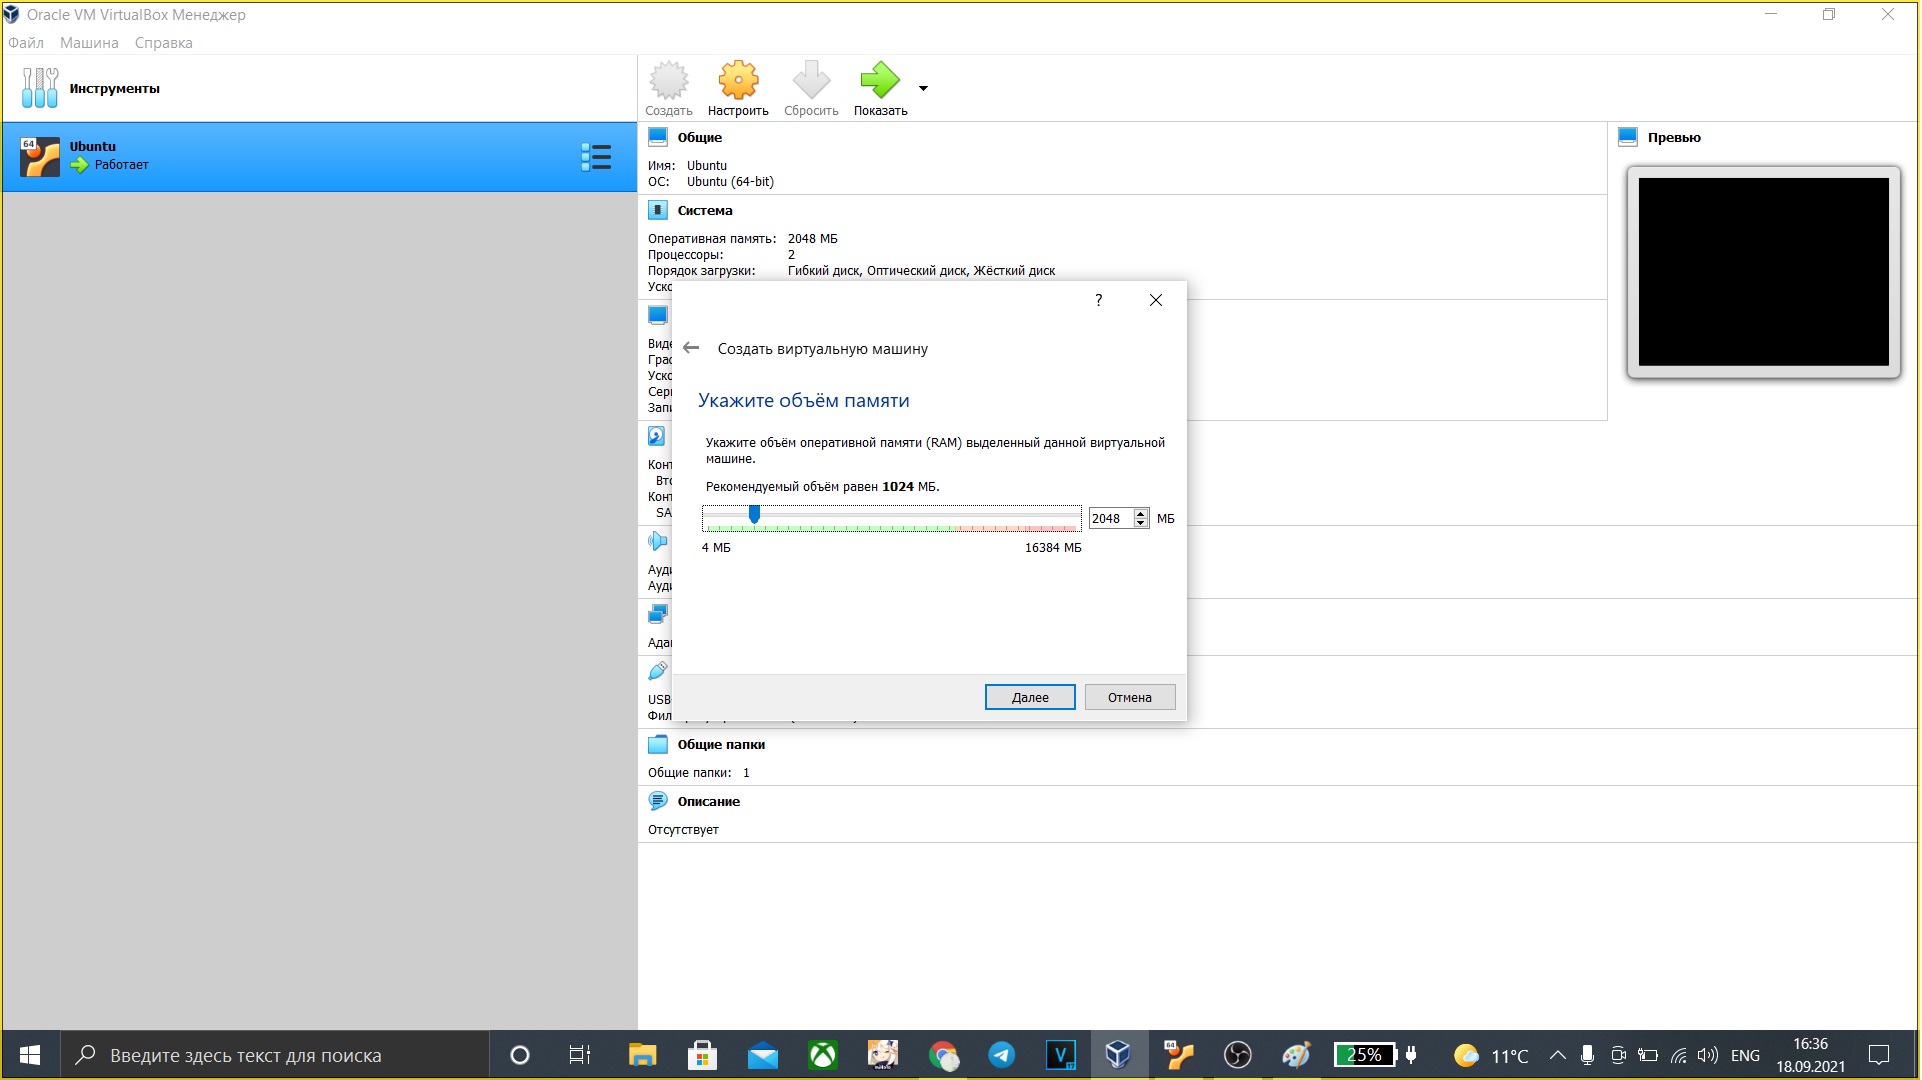 Oracle VM VirtualBox Менеджер
Файл Машина Справка
Инструменты
Создать Настроить Сбросить Показать
64
Ubuntu
Работает
Общие
Имя: Ubuntu
ОС: Ubuntu (64-bit)
Превью
Система
Оперативная память: 2048 МБ
Процессоры: 2
Порядок загрузки: Гибкий диск, Оптический диск, Жёсткий диск
Уско
Виде
Граф
Уско
Серв
Запи
Конт
Вто
Конт
SA
Ауди
Ауди
Адап
USB
Фил
?
Создать виртуальную машину
Укажите объём памяти
Укажите объём оперативной памяти (RAM) выделенный данной виртуальной
машине.
Рекомендуемый объём равен 1024 МБ.
2048 МБ
4 МБ 16384 МБ
Далее Отмена
Общие папки
Общие папки: 1
Описание
Отсутствует
Введите здесь текст для поиска
25%
11°C
ENG
16:36
18.09.2021